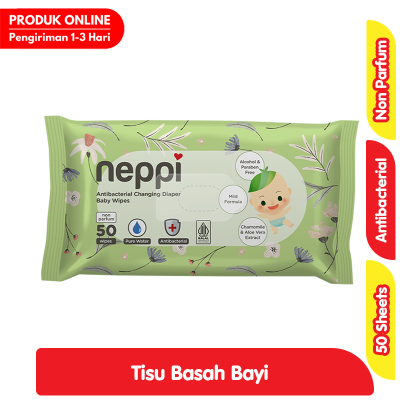 PRODUK ONLINE
Pengiriman 1-3 Hari
Non Parfum
Antibacterial
50 Sheets
neppi
Antibacterial Changing Diaper
Baby Wipes
Alcohol &
Paraben
Free
Mild
Formula
Chamomile
& Aloe Vera
Extract
non
parfum
50
wipes
Pure Water
Antibacterial
Tisu Basah Bayi